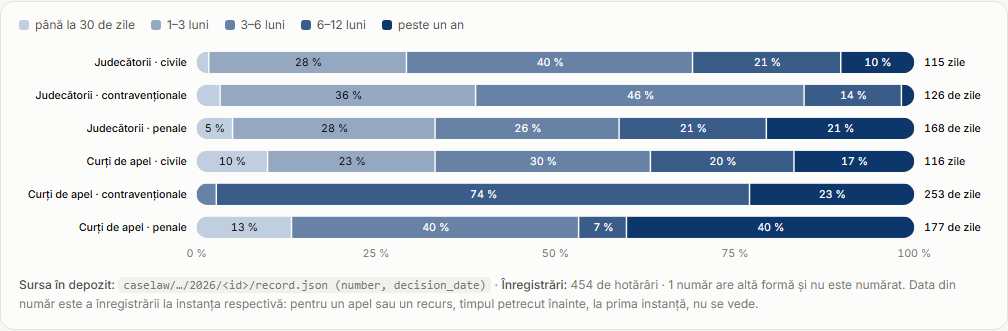 până la 30 de zile 1–3 luni 3–6 luni 6–12 luni peste un an
Judecătorii · civile 28 % 40 % 21 % 10 % 115 zile
Judecătorii · contravenționale 36 % 46 % 14 % 126 de zile
Judecătorii · penale 5 % 28 % 26 % 21 % 21 % 168 de zile
Curți de apel · civile 10 % 23 % 30 % 20 % 17 % 116 zile
Curți de apel · contravenționale 74 % 23 % 253 de zile
Curți de apel · penale 13 % 40 % 7 % 40 % 177 de zile
0 % 25 % 50 % 75 % 100 %
Sursa în depozit: caselaw/…/2026/<id>/record.json (number, decision_date) · Înregistrări: 454 de hotărâri · 1 număr are altă formă și nu este numărat. Data din
număr este a înregistrării la instanța respectivă: pentru un apel sau un recurs, timpul petrecut înainte, la prima instanță, nu se vede.